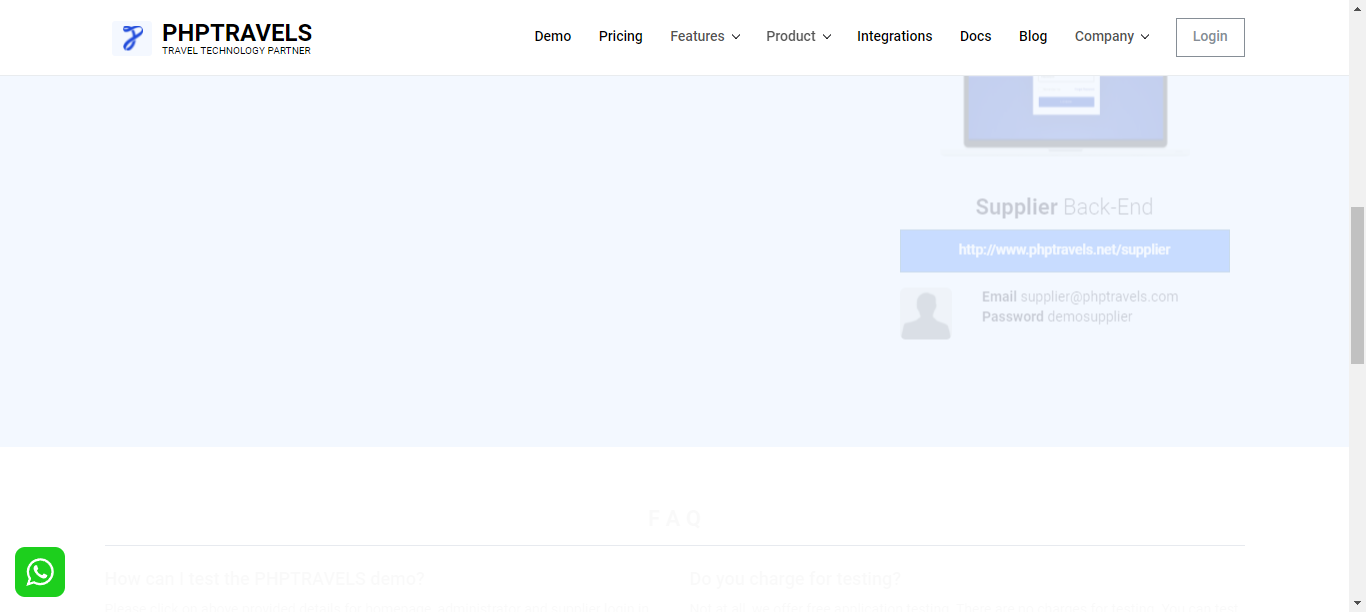 PHPTRAVELS
TRAVEL TECHNOLOGY PARTNER
Demo Pricing Features Product Integrations Docs Blog Company Login
Supplier Back-End
http://www.phptravels.net/supplier
Email supplier@phptravels.com
Password demosupplier
FAQ
How can I test the PHPTRAVELS demo?
Do you charge for testing?